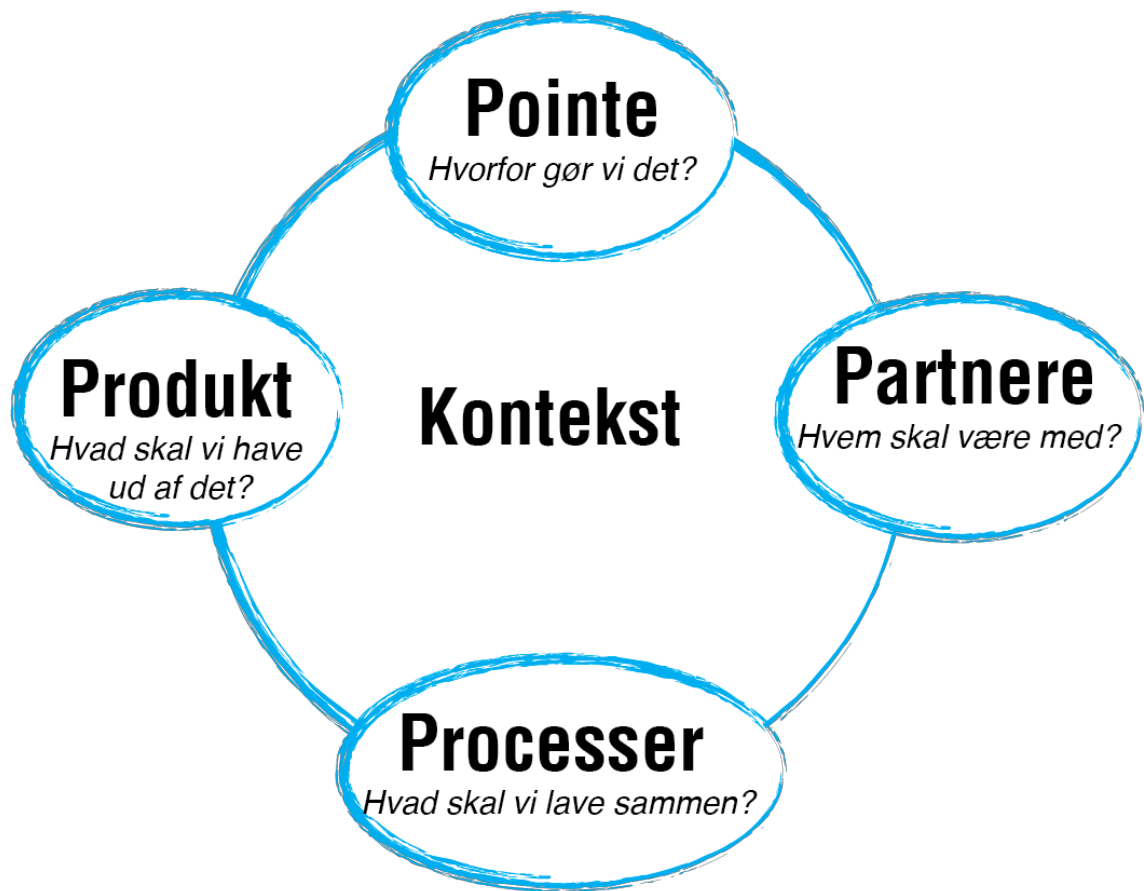 Pointe
Hvorfor gør vi det?
Produkt
Hvad skal vi have
ud af det?
Kontekst
Partnere
Hvem skal være med?
Processer
Hvad skal vi lave sammen?